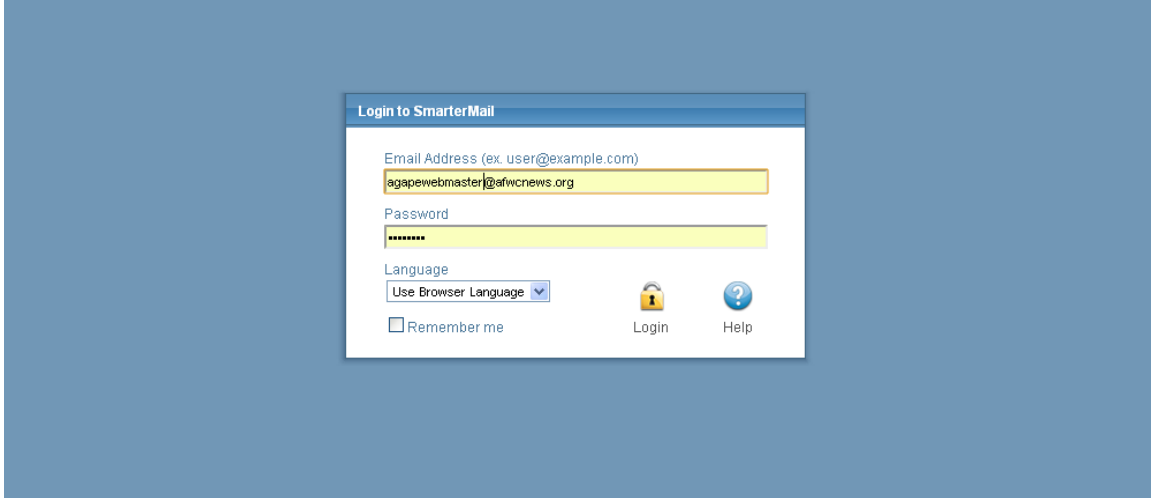 Login to SmarterMail
Email Address (ex. user@example.com)
agapewebmaster@afwcnews.org
Password
••••••••
Language
Use Browser Language
Remember me
Login
Help